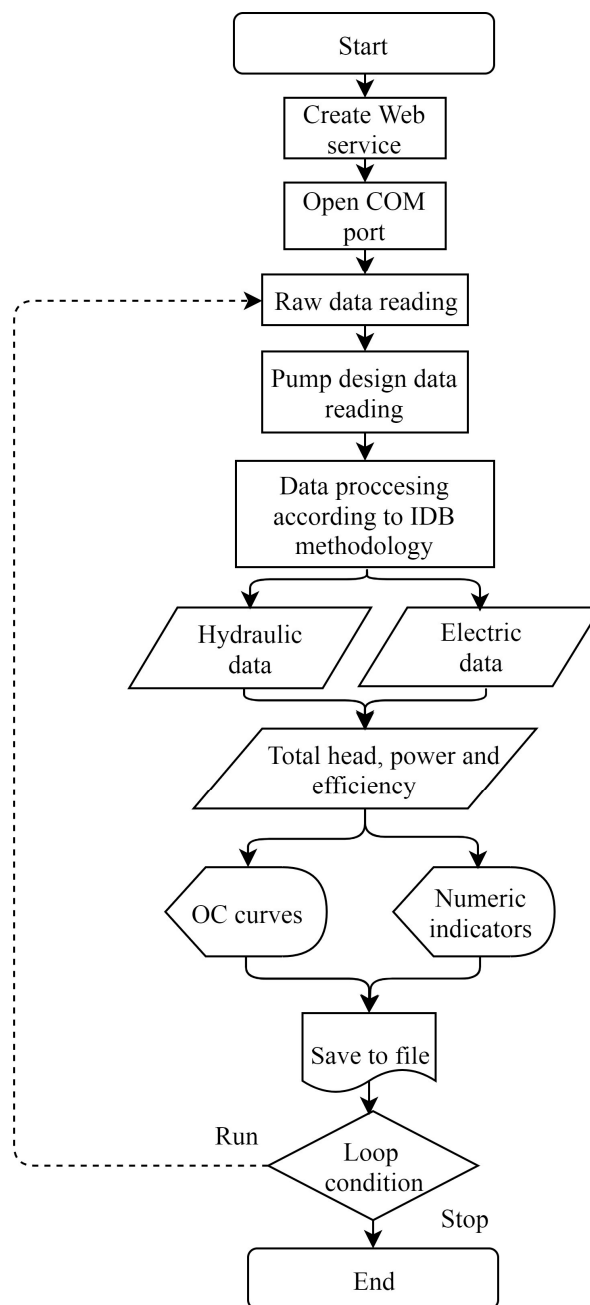 Start
Create Web
service
Open COM
port
Raw data reading
Pump design data
reading
Data proccesing
according to IDB
methodology
Hydraulic
data
Electric
data
Total head, power and
efficiency
OC curves
Numeric
indicators
Save to file
Run
Loop
condition
Stop
End